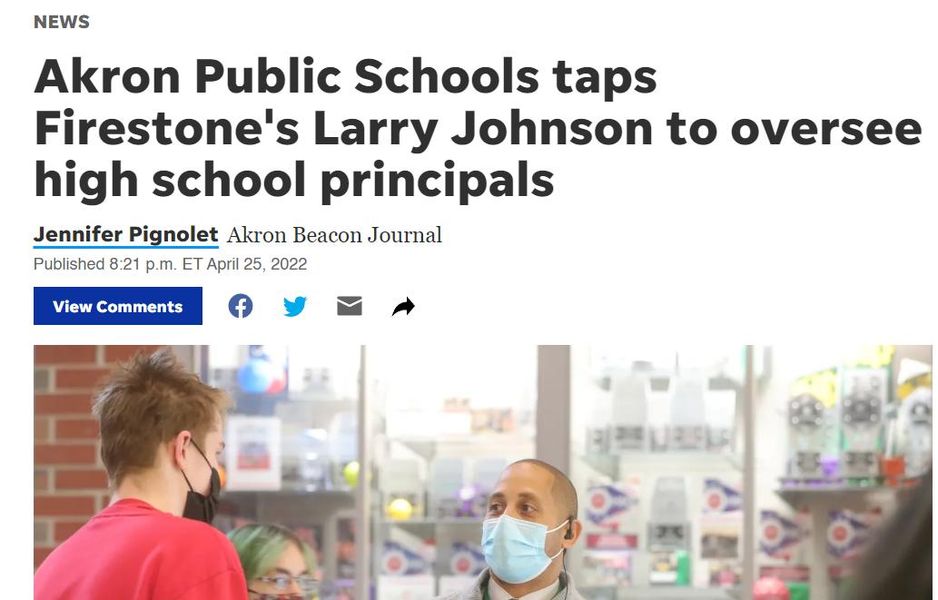 NEWS
Akron Public Schools taps
Firestone's Larry Johnson to oversee
high school principals
Jennifer Pignolet Akron Beacon Journal
Published 8:21 p.m. ET April 25, 2022
View Comments